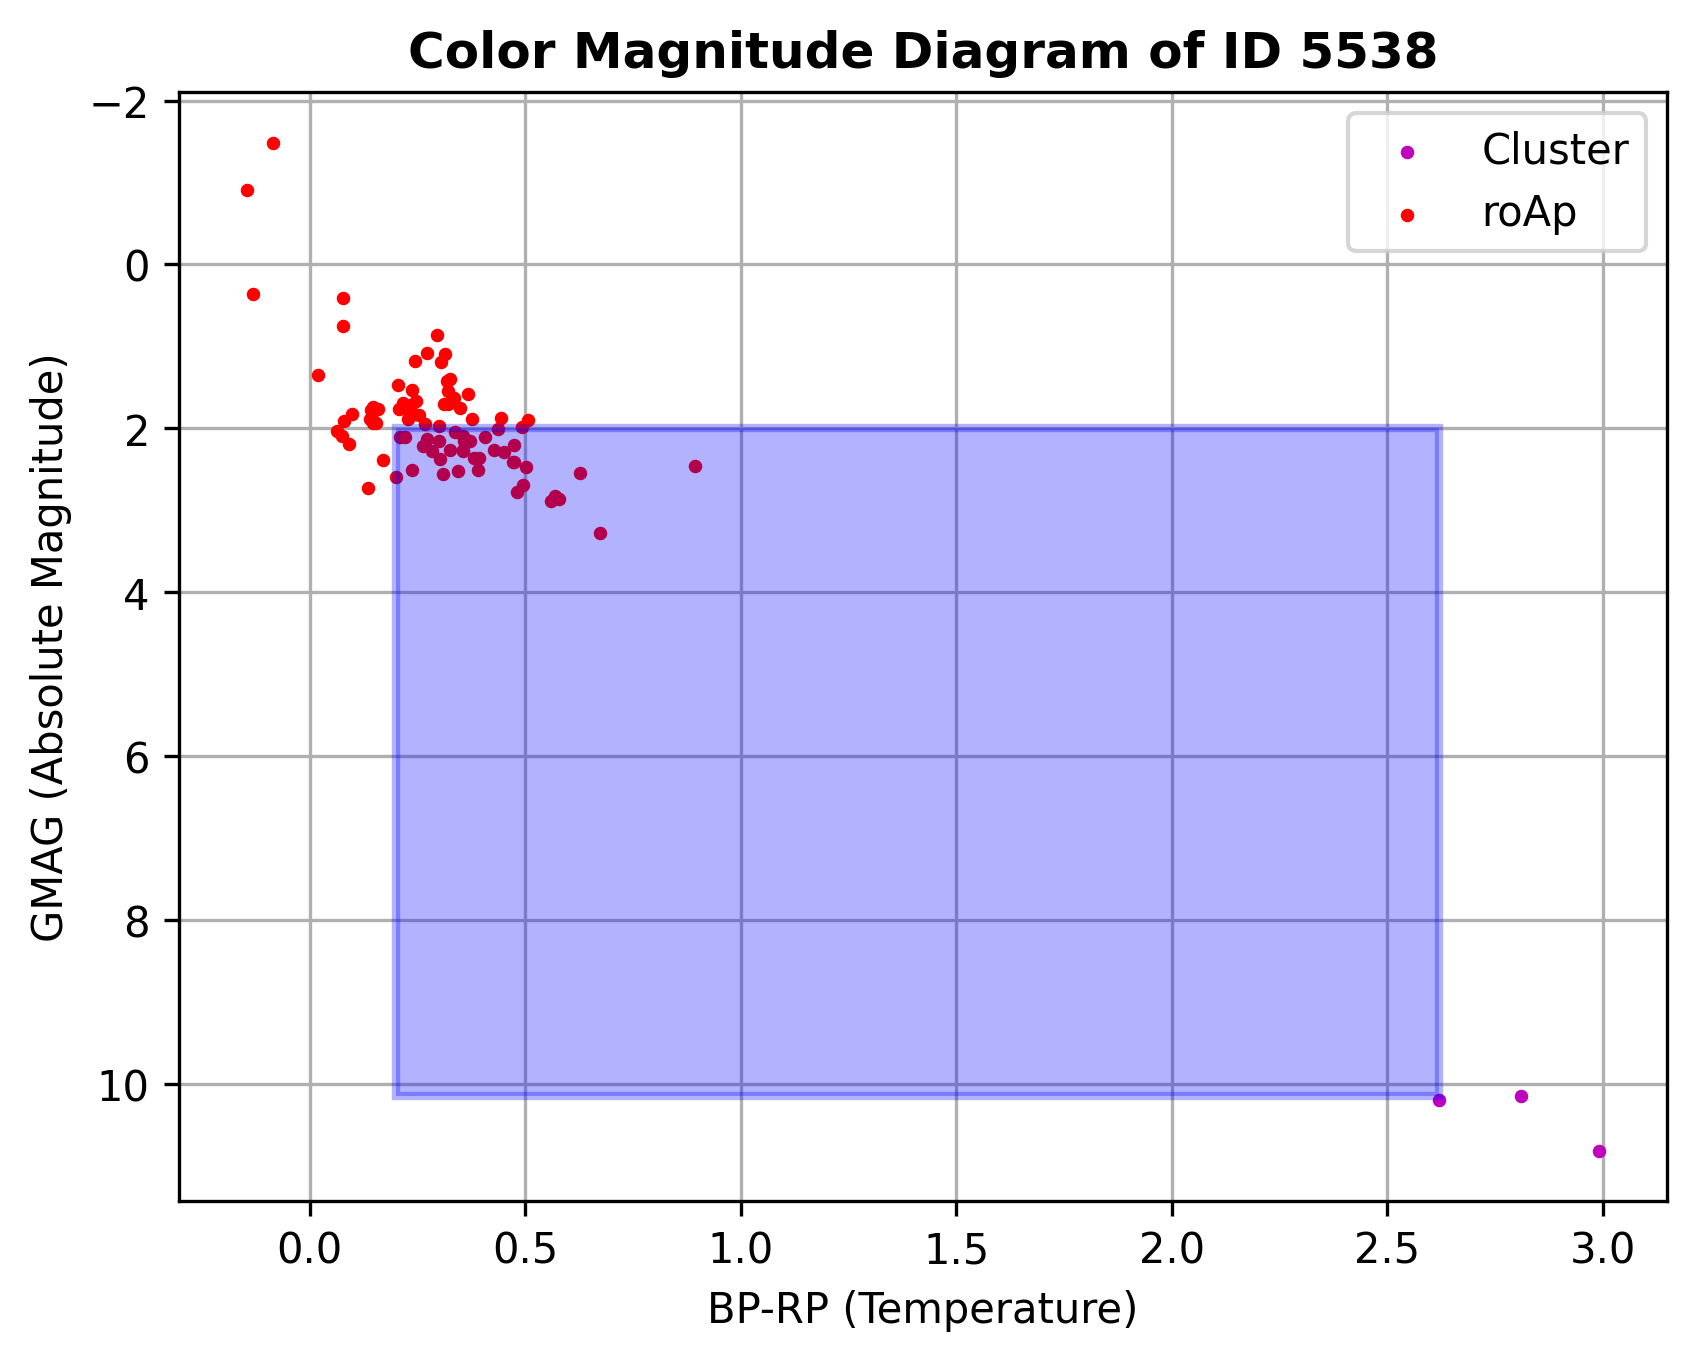 Color Magnitude Diagram of ID 5538
−2
0
2
4
6
8
10
GMAG (Absolute Magnitude)
Cluster
roAp
0.0 0.5 1.0 1.5 2.0 2.5 3.0
BP-RP (Temperature)